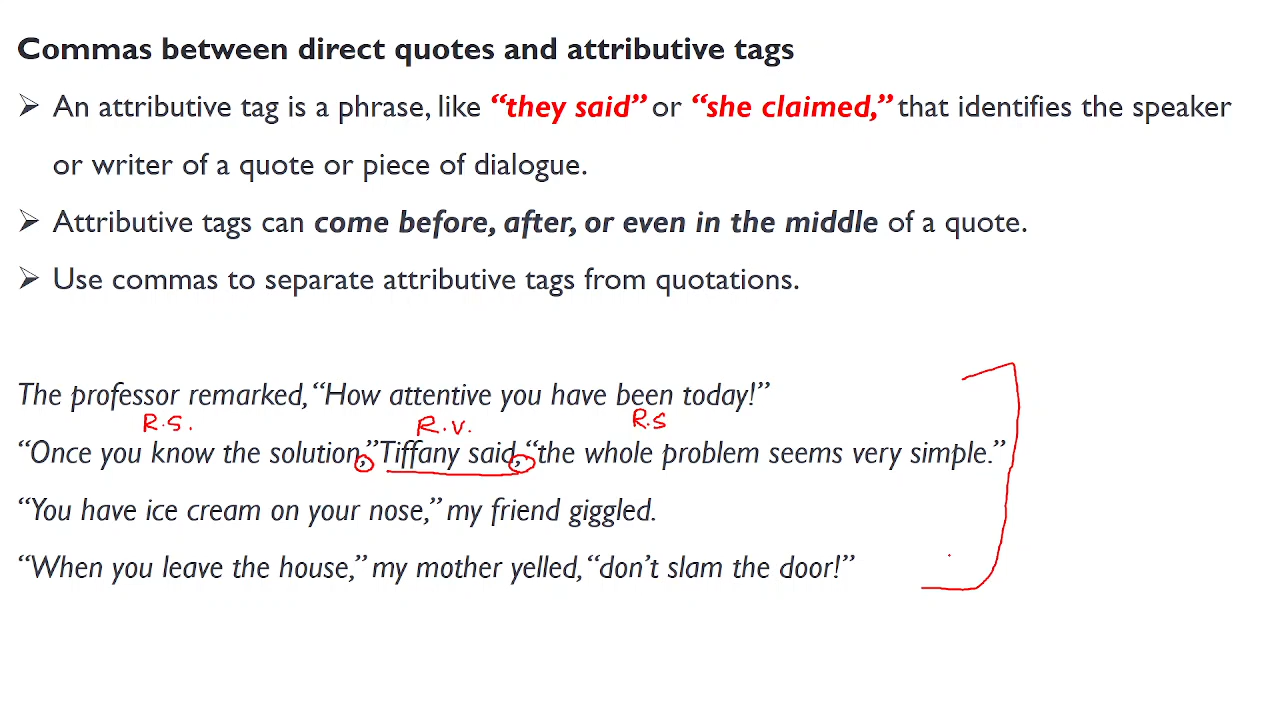 Commas between direct quotes and attributive tags
➢ An attributive tag is a phrase, like “they said” or “she claimed,” that identifies the speaker
or writer of a quote or piece of dialogue.
➢ Attributive tags can come before, after, or even in the middle of a quote.
➢ Use commas to separate attributive tags from quotations.
The professor remarked, “How attentive you have been today!”
R.S. R.V. R.S
“Once you know the solution,” Tiffany said, “the whole problem seems very simple.”
“You have ice cream on your nose,” my friend giggled.
“When you leave the house,” my mother yelled, “don’t slam the door!”